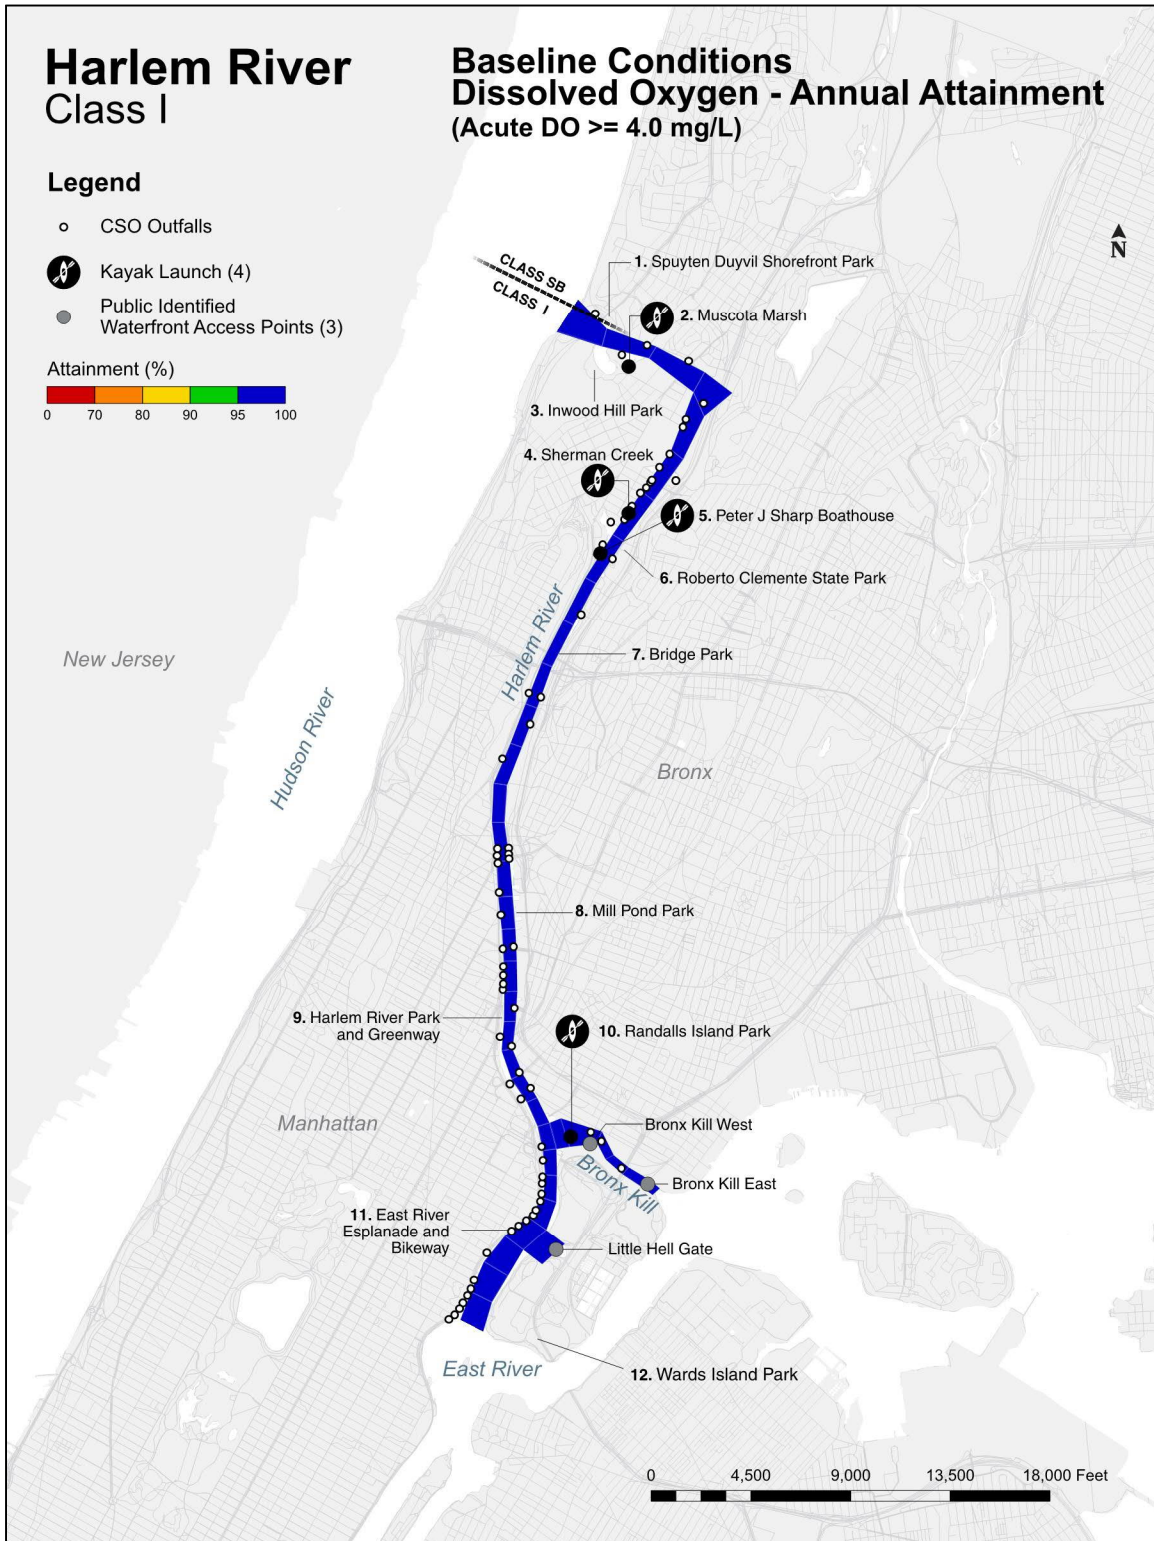 Harlem River
Class I
Baseline Conditions
Dissolved Oxygen - Annual Attainment
(Acute DO >= 4.0 mg/L)
Legend
CSO Outfalls
Kayak Launch (4)
Public Identified
Waterfront Access Points (3)
Attainment (%)
0 70 80 90 95 100
N
CLASS SB
CLASS I
1. Spuyten Duyvil Shorefront Park
2. Muscota Marsh
3. Inwood Hill Park
4. Sherman Creek
5. Peter J Sharp Boathouse
6. Roberto Clemente State Park
Harlem River
7. Bridge Park
New Jersey
Hudson River
Bronx
8. Mill Pond Park
9. Harlem River Park
and Greenway
10. Randalls Island Park
Manhattan
Bronx Kill West
Bronx Kill
Bronx Kill East
11. East River
Esplanade and
Bikeway
Little Hell Gate
East River
12. Wards Island Park
0 4,500 9,000 13,500 18,000 Feet